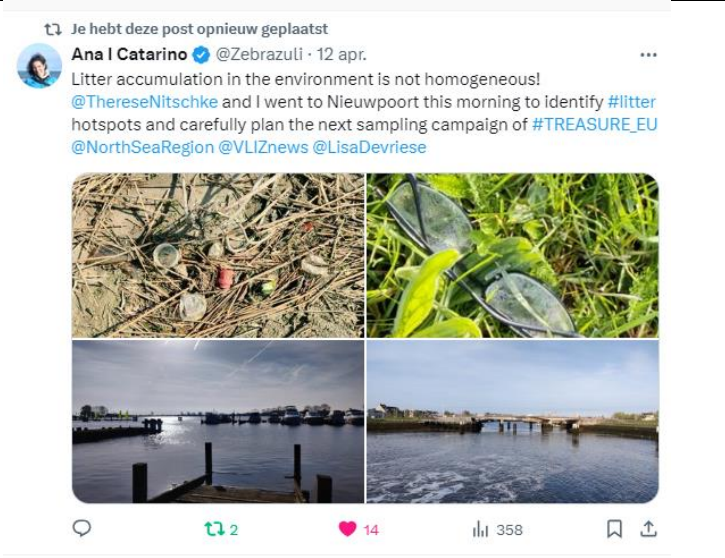 Je hebt deze post opnieuw geplaatst
Ana I Catarino @Zebrazuli · 12 apr.
Litter accumulation in the environment is not homogeneous!
@ThereseNitschke and I went to Nieuwpoort this morning to identify #litter
hotspots and carefully plan the next sampling campaign of #TREASURE_EU
@NorthSeaRegion @VLIZnews @LisaDevriese
2 14 358